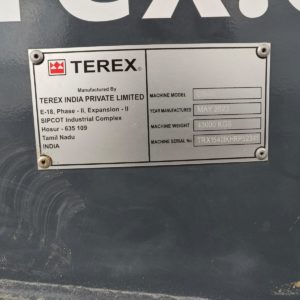 TEREX
Manufactured By
TEREX INDIA PRIVATE LIMITED
E-18, Phase - II, Expansion - II
SIPCOT Industrial Complex
Hosur - 635 109
Tamil Nadu
INDIA
MACHINE MODEL
YEAR MANUFACTURED
MACHINE WEIGHT
MACHINE SERIAL No